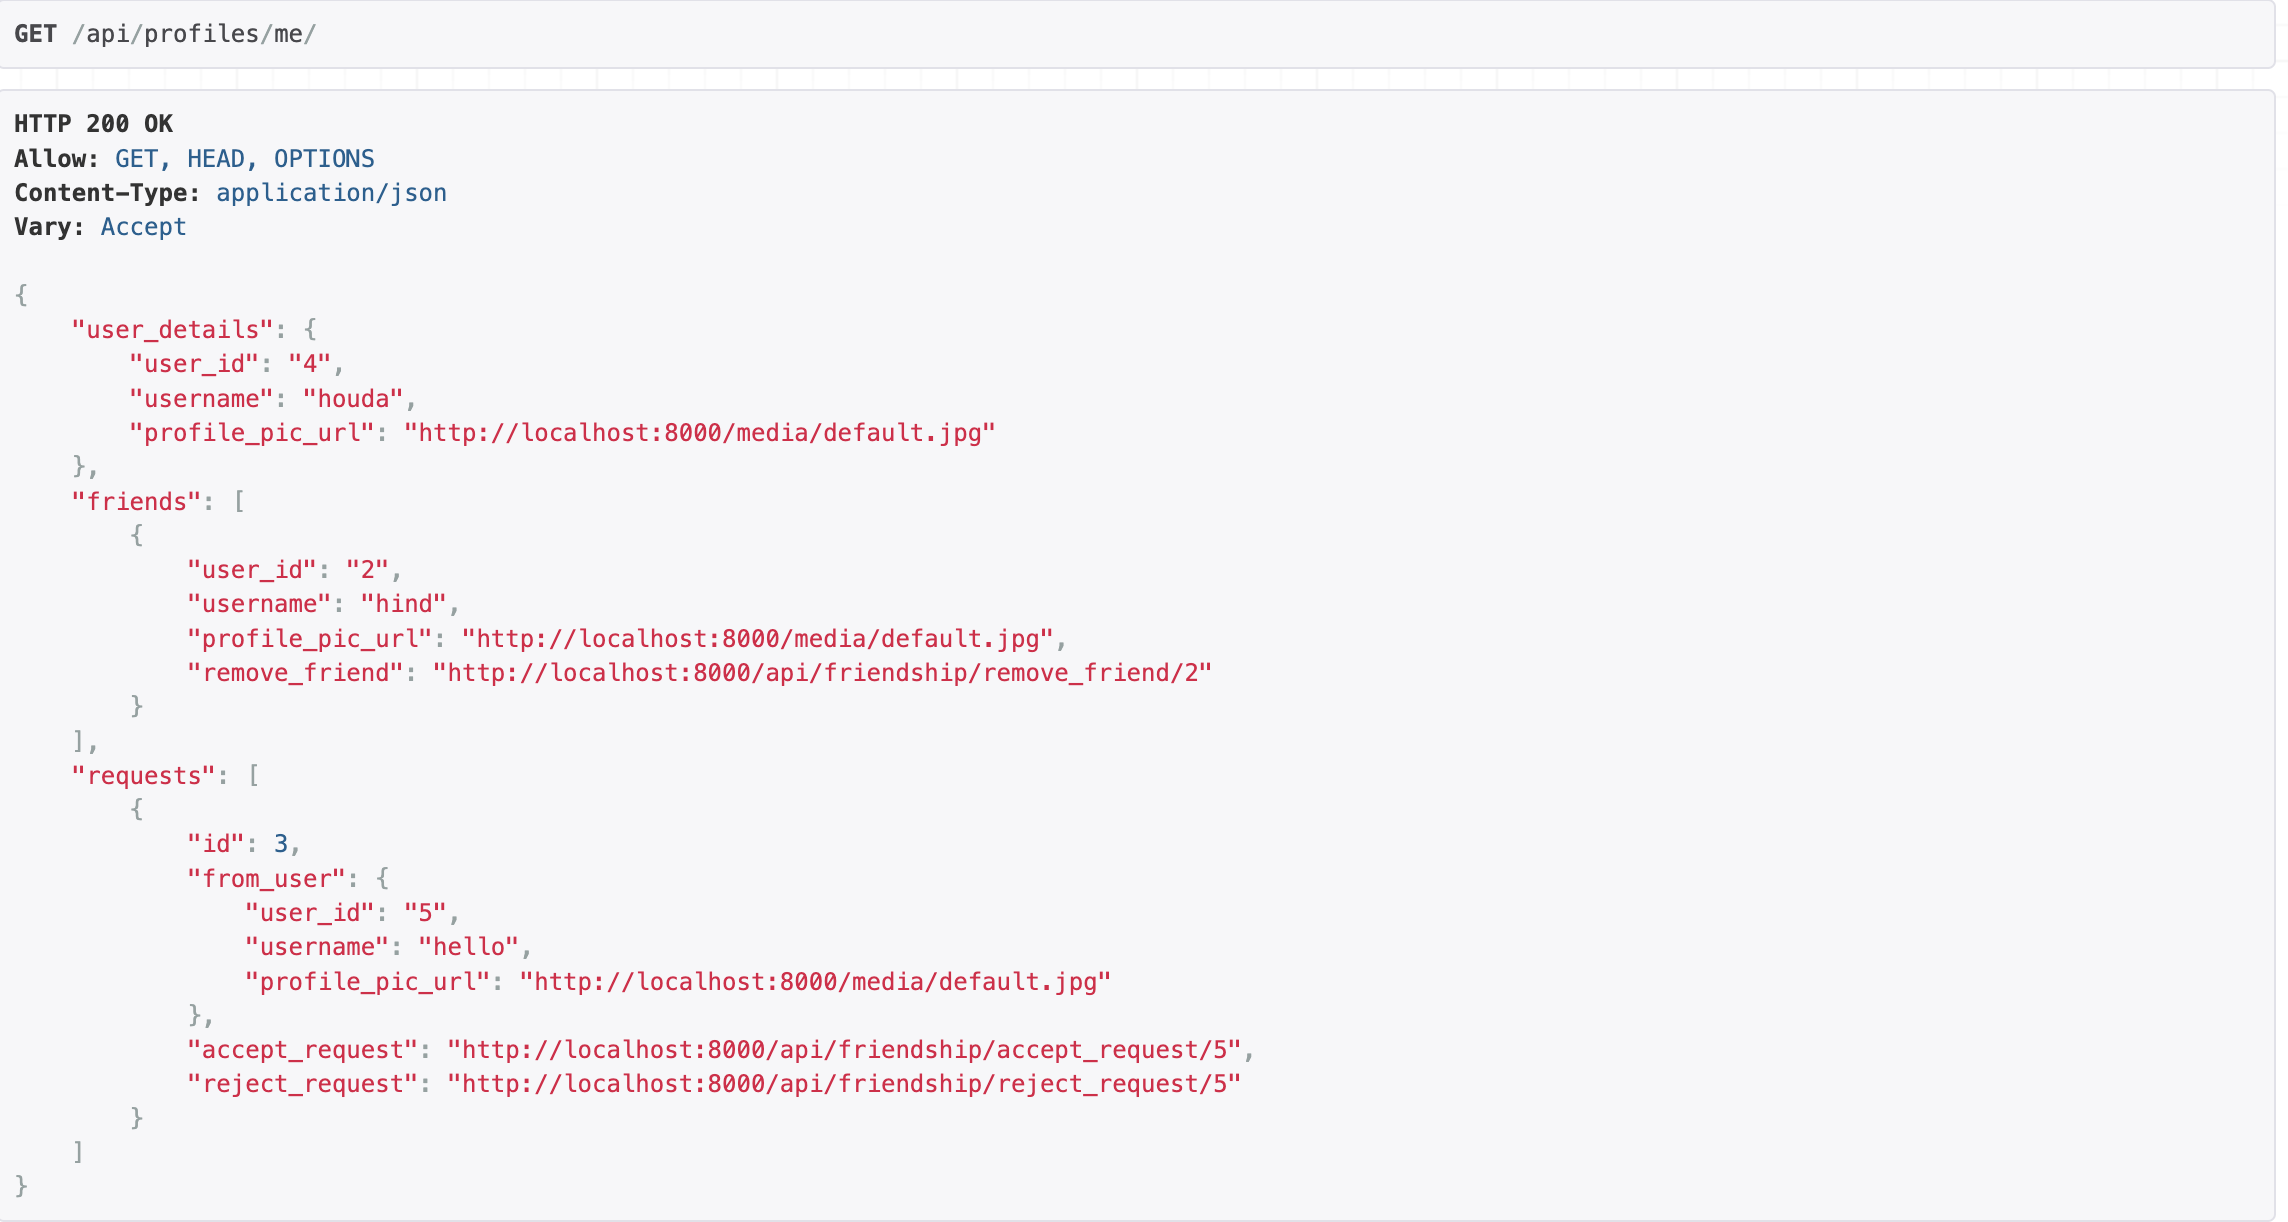 GET /api/profiles/me/
HTTP 200 OK
Allow: GET, HEAD, OPTIONS
Content-Type: application/json
Vary: Accept
{
    "user_details": {
        "user_id": "4",
        "username": "houda",
        "profile_pic_url": "http://localhost:8000/media/default.jpg"
    },
    "friends": [
        {
            "user_id": "2",
            "username": "hind",
            "profile_pic_url": "http://localhost:8000/media/default.jpg",
            "remove_friend": "http://localhost:8000/api/friendship/remove_friend/2"
        }
    ],
    "requests": [
        {
            "id": 3,
            "from_user": {
                "user_id": "5",
                "username": "hello",
                "profile_pic_url": "http://localhost:8000/media/default.jpg"
            },
            "accept_request": "http://localhost:8000/api/friendship/accept_request/5",
            "reject_request": "http://localhost:8000/api/friendship/reject_request/5"
        }
    ]
}